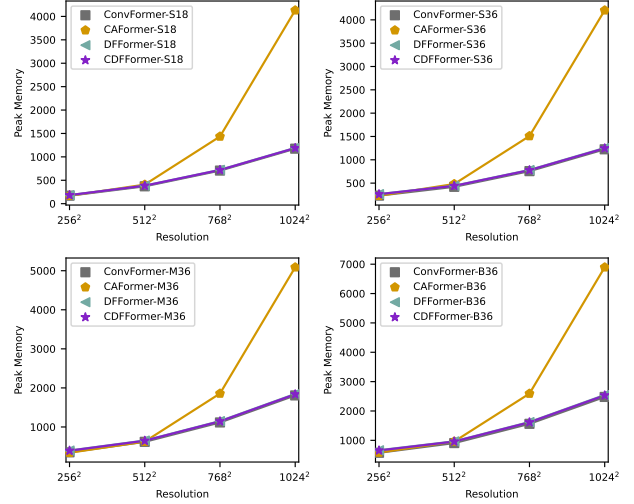 ConvFormer-S18
CAFormer-S18
DFFormer-S18
CDFFormer-S18
4000
3500
3000
2500
2000
1500
1000
500
0
Peak Memory
256²
512²
768²
1024²
Resolution
ConvFormer-S36
CAFormer-S36
DFFormer-S36
CDFFormer-S36
4000
3500
3000
2500
2000
1500
1000
500
Peak Memory
256²
512²
768²
1024²
Resolution
ConvFormer-M36
CAFormer-M36
DFFormer-M36
CDFFormer-M36
5000
4000
3000
2000
1000
Peak Memory
256²
512²
768²
1024²
Resolution
ConvFormer-B36
CAFormer-B36
DFFormer-B36
CDFFormer-B36
7000
6000
5000
4000
3000
2000
1000
Peak Memory
256²
512²
768²
1024²
Resolution